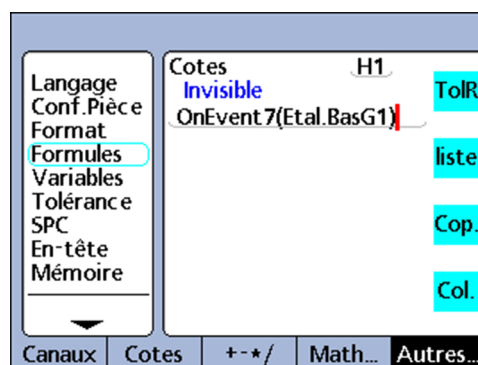 Langage
Conf.Pièce
Format
Formules
Variables
Tolérance
SPC
En-tête
Mémoire
Cotes H1
Invisible
OnEvent7(Etal.BasG1)
TolR
liste
Cop.
Col.
Canaux Cotes +-*/ Math... Autres...